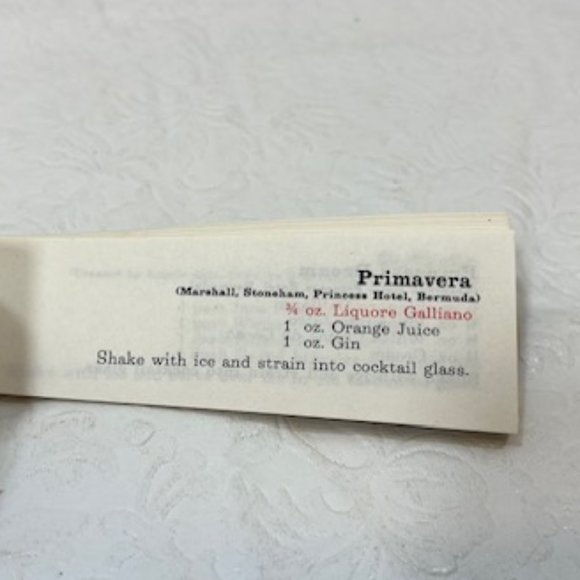 Primavera
(Marshall, Stoneham, Princess Hotel, Bermuda)
¾ oz. Liquore Galliano
1 oz. Orange Juice
1 oz. Gin
Shake with ice and strain into cocktail glass.